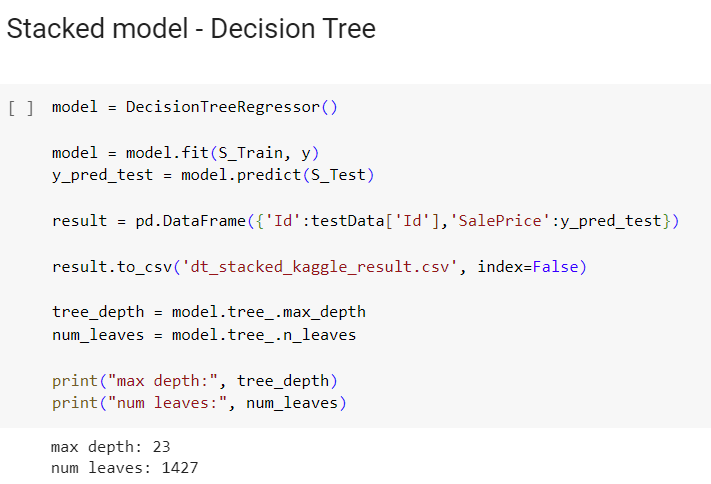 Stacked model - Decision Tree
[ ] model = DecisionTreeRegressor()
model = model.fit(S_Train, y)
y_pred_test = model.predict(S_Test)
result = pd.DataFrame({'Id':testData['Id'],'SalePrice':y_pred_test})
result.to_csv('dt_stacked_kaggle_result.csv', index=False)
tree_depth = model.tree_.max_depth
num_leaves = model.tree_.n_leaves
print("max depth:", tree_depth)
print("num leaves:", num_leaves)
max depth: 23
num leaves: 1427